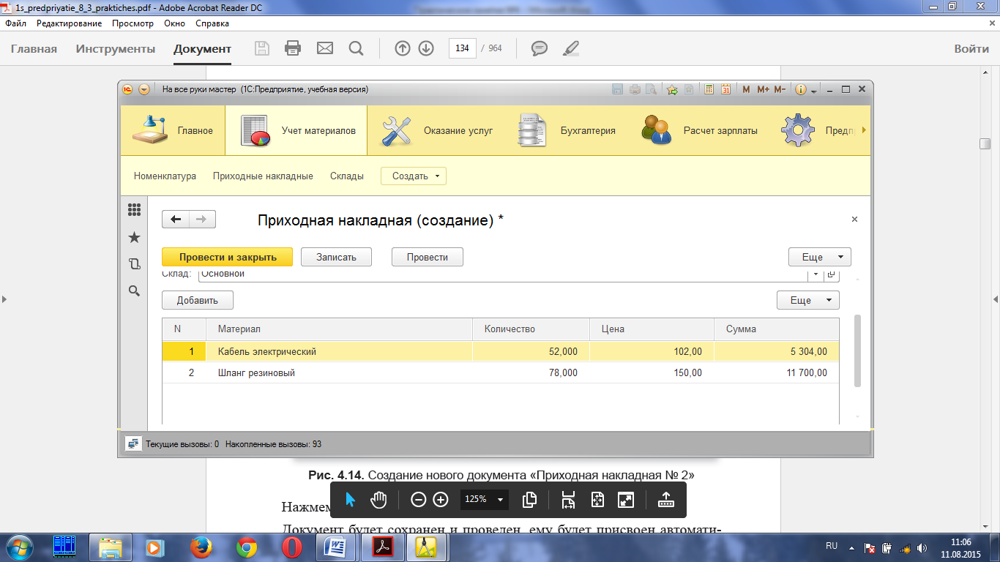 1s_predpriyatie_8_3_praktiches.pdf - Adobe Acrobat Reader DC
Файл Редактирование Просмотр Окно Справка
Главная Инструменты Документ 134 / 964 Войти
На все руки мастер (1С:Предприятие, учебная версия) M M+ M-
Главное Учет материалов Оказание услуг Бухгалтерия Расчет зарплаты
Номенклатура Приходные накладные Склады Создать
Приходная накладная (создание) *
Провести и закрыть Записать Провести Еще
Склад: Основной
Добавить Еще
N Материал Количество Цена Сумма
1 Кабель электрический 52,000 102,00 5 304,00
2 Шланг резиновый 78,000 150,00 11 700,00
Текущие вызовы: 0 Накопленные вызовы: 93
Рис. 4.14. Создание нового документа «Приходная накладная № 2»
125%
Нажмем
Документ будет сохранен и проведен, ему будет присвоен автомати-
RU 11:06
11.08.2015